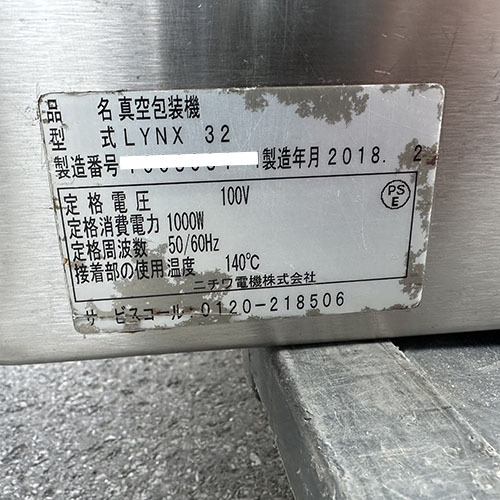 品 名 真空包装機
型 式 LYNX 32
製造番号 製造年月 2018. 2
定格電圧 100V
PS E
定格消費電力 1000W
定格周波数 50/60Hz
接着部の使用温度 140℃
ニチワ電機株式会社
サービスコール 0120-218506